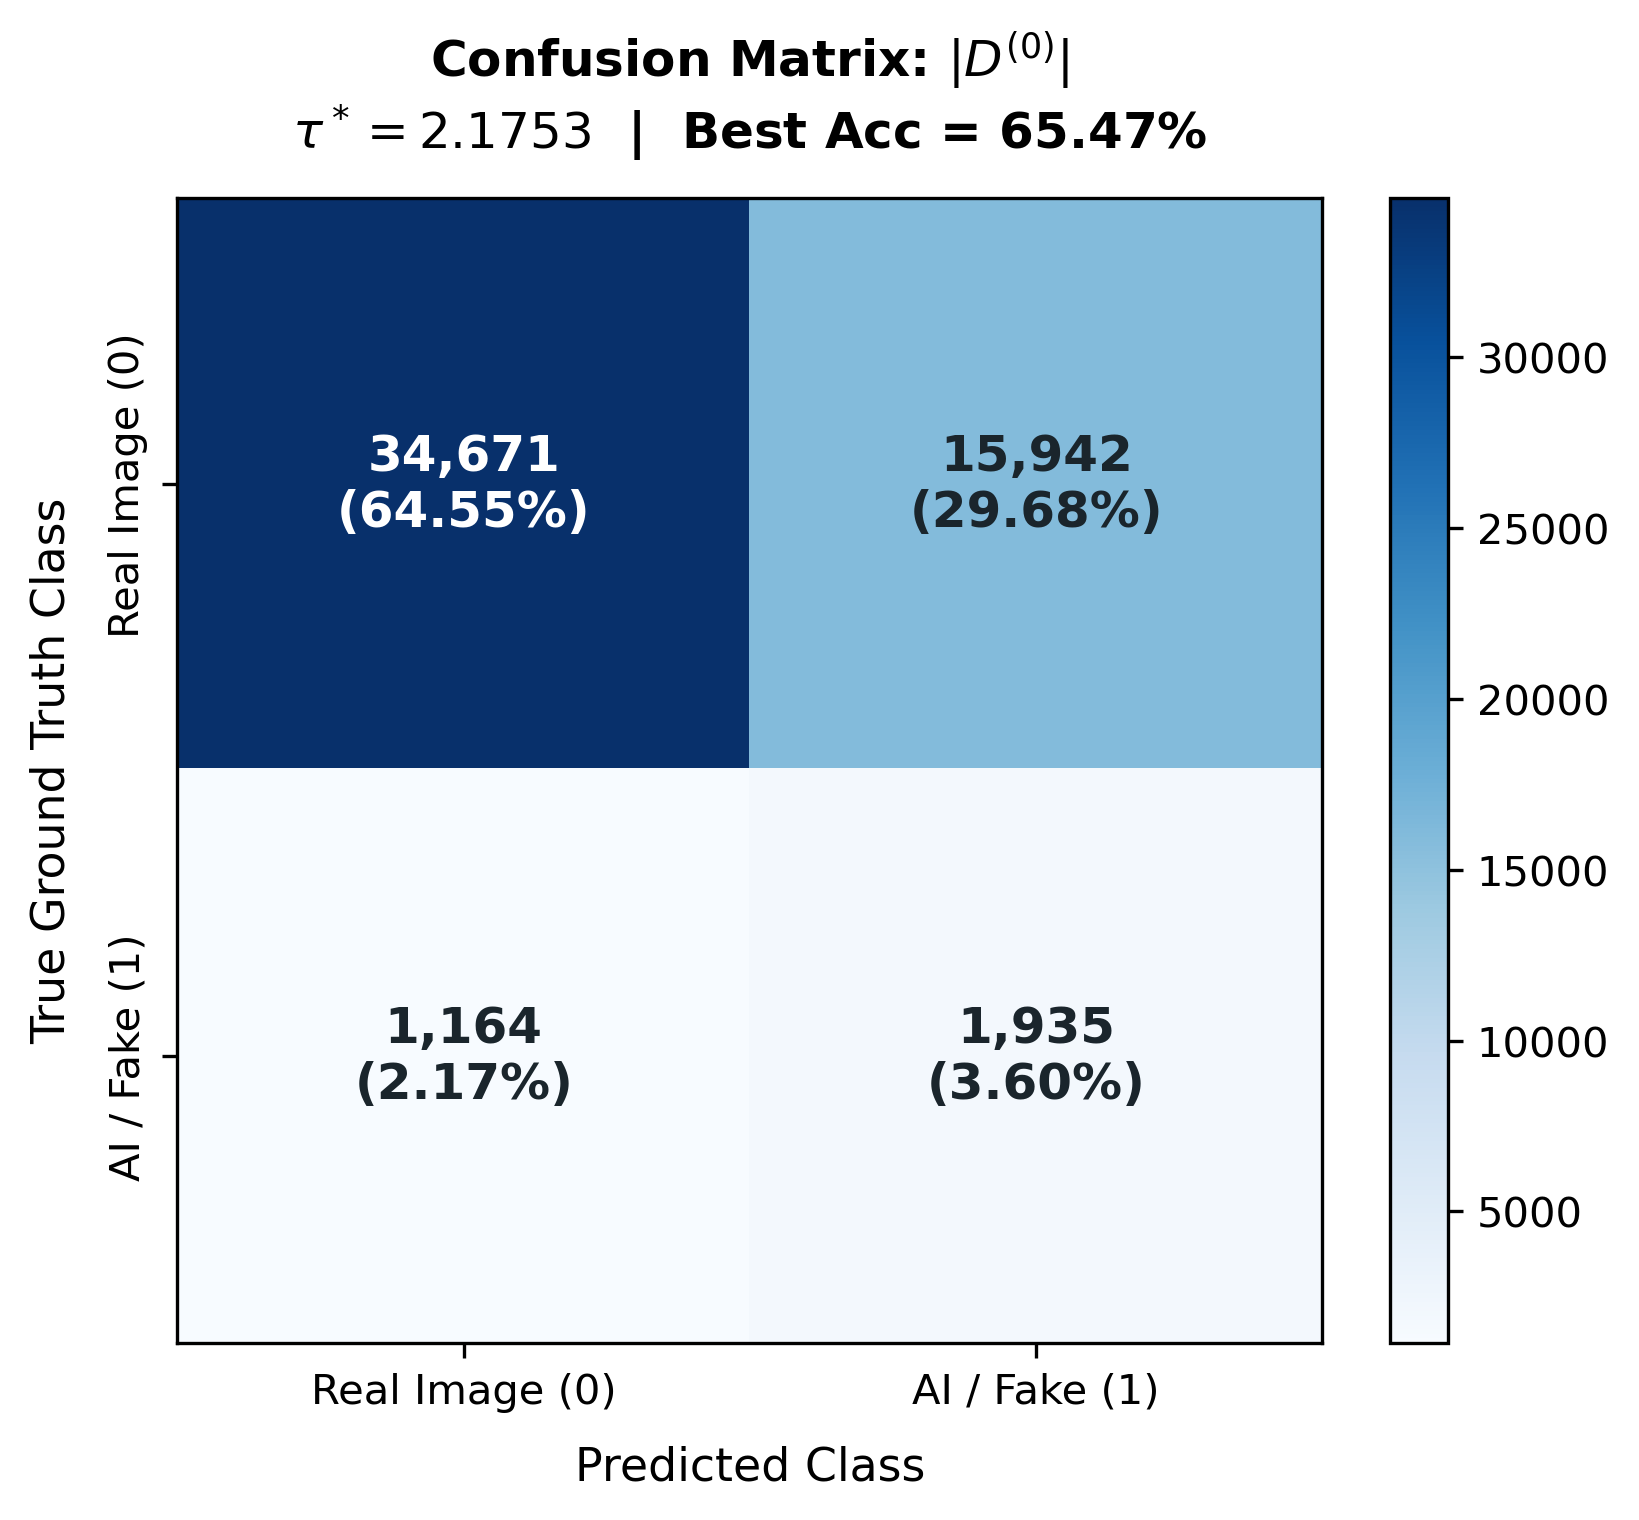 Confusion Matrix: |D^(0)|
τ* = 2.1753 | Best Acc = 65.47%
True Ground Truth Class
Real Image (0)
AI / Fake (1)
34,671
(64.55%)
15,942
(29.68%)
1,164
(2.17%)
1,935
(3.60%)
Real Image (0)
AI / Fake (1)
Predicted Class
30000
25000
20000
15000
10000
5000